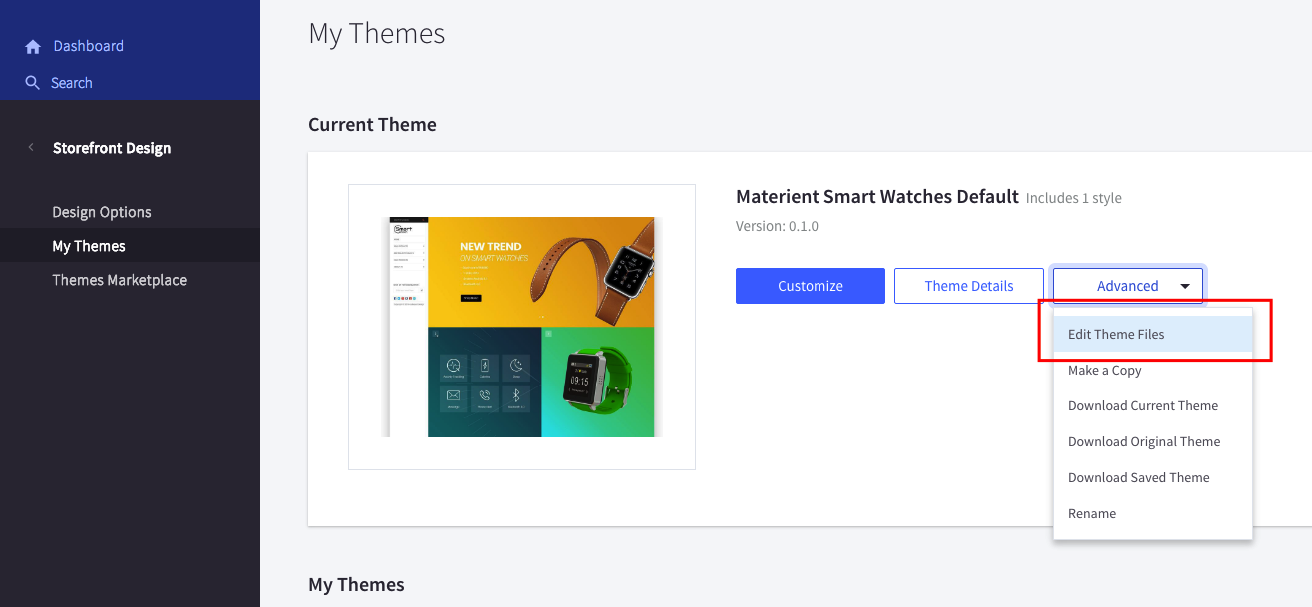 Dashboard
Search
Storefront Design
Design Options
My Themes
Themes Marketplace
My Themes
Current Theme
Smart
NEW TREND
ON SMART WATCHES
09:15
Materient Smart Watches Default Includes 1 style
Version: 0.1.0
Customize
Theme Details
Advanced
Edit Theme Files
Make a Copy
Download Current Theme
Download Original Theme
Download Saved Theme
Rename
My Themes